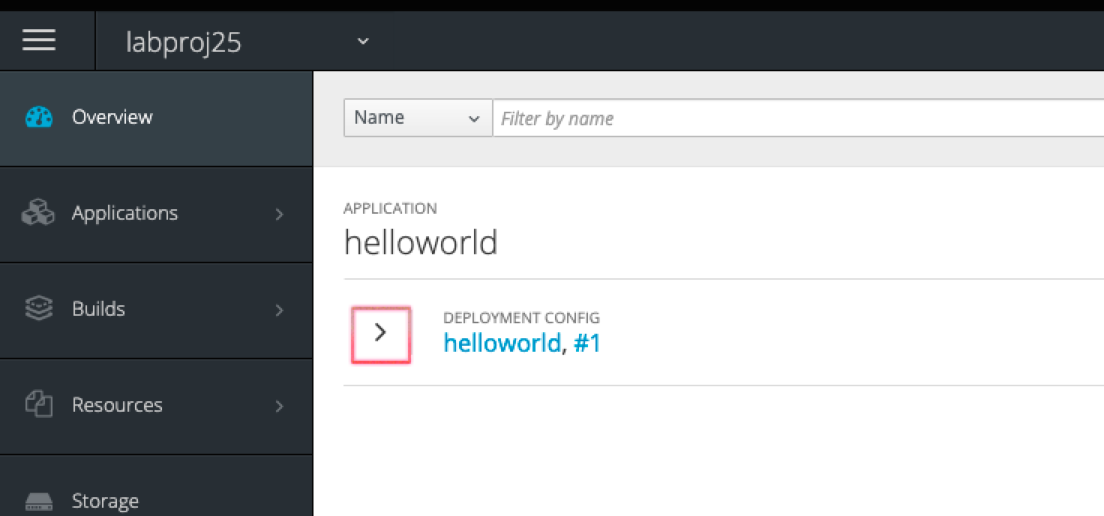 labproj25
Overview
Applications
Builds
Resources
Storage
Name
Filter by name
APPLICATION
helloworld
DEPLOYMENT CONFIG
helloworld, #1